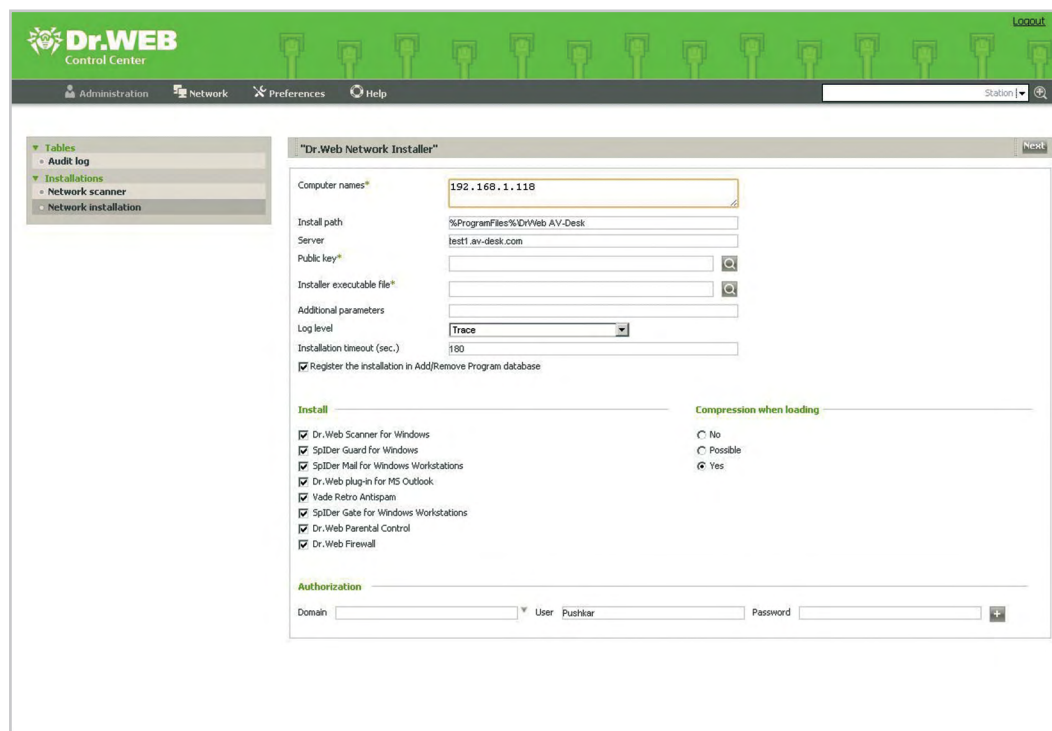 Logout
Dr.WEB
Control Center
Administration Network Preferences Help Station
Tables
Audit log
Installations
Network scanner
Network installation
"Dr.Web Network Installer" Next
Computer names* 192.168.1.118
Install path %ProgramFiles%\DrWeb AV-Desk
Server test1.av-desk.com
Public key*
Installer executable file*
Additional parameters
Log level Trace
Installation timeout (sec.) 180
Register the installation in Add/Remove Program database
Install Compression when loading
Dr.Web Scanner for Windows No
SpIDer Guard for Windows Possible
SpIDer Mail for Windows Workstations Yes
Dr.Web plug-in for MS Outlook
Vade Retro Antispam
SpIDer Gate for Windows Workstations
Dr.Web Parental Control
Dr.Web Firewall
Authorization
Domain User Pushkar Password